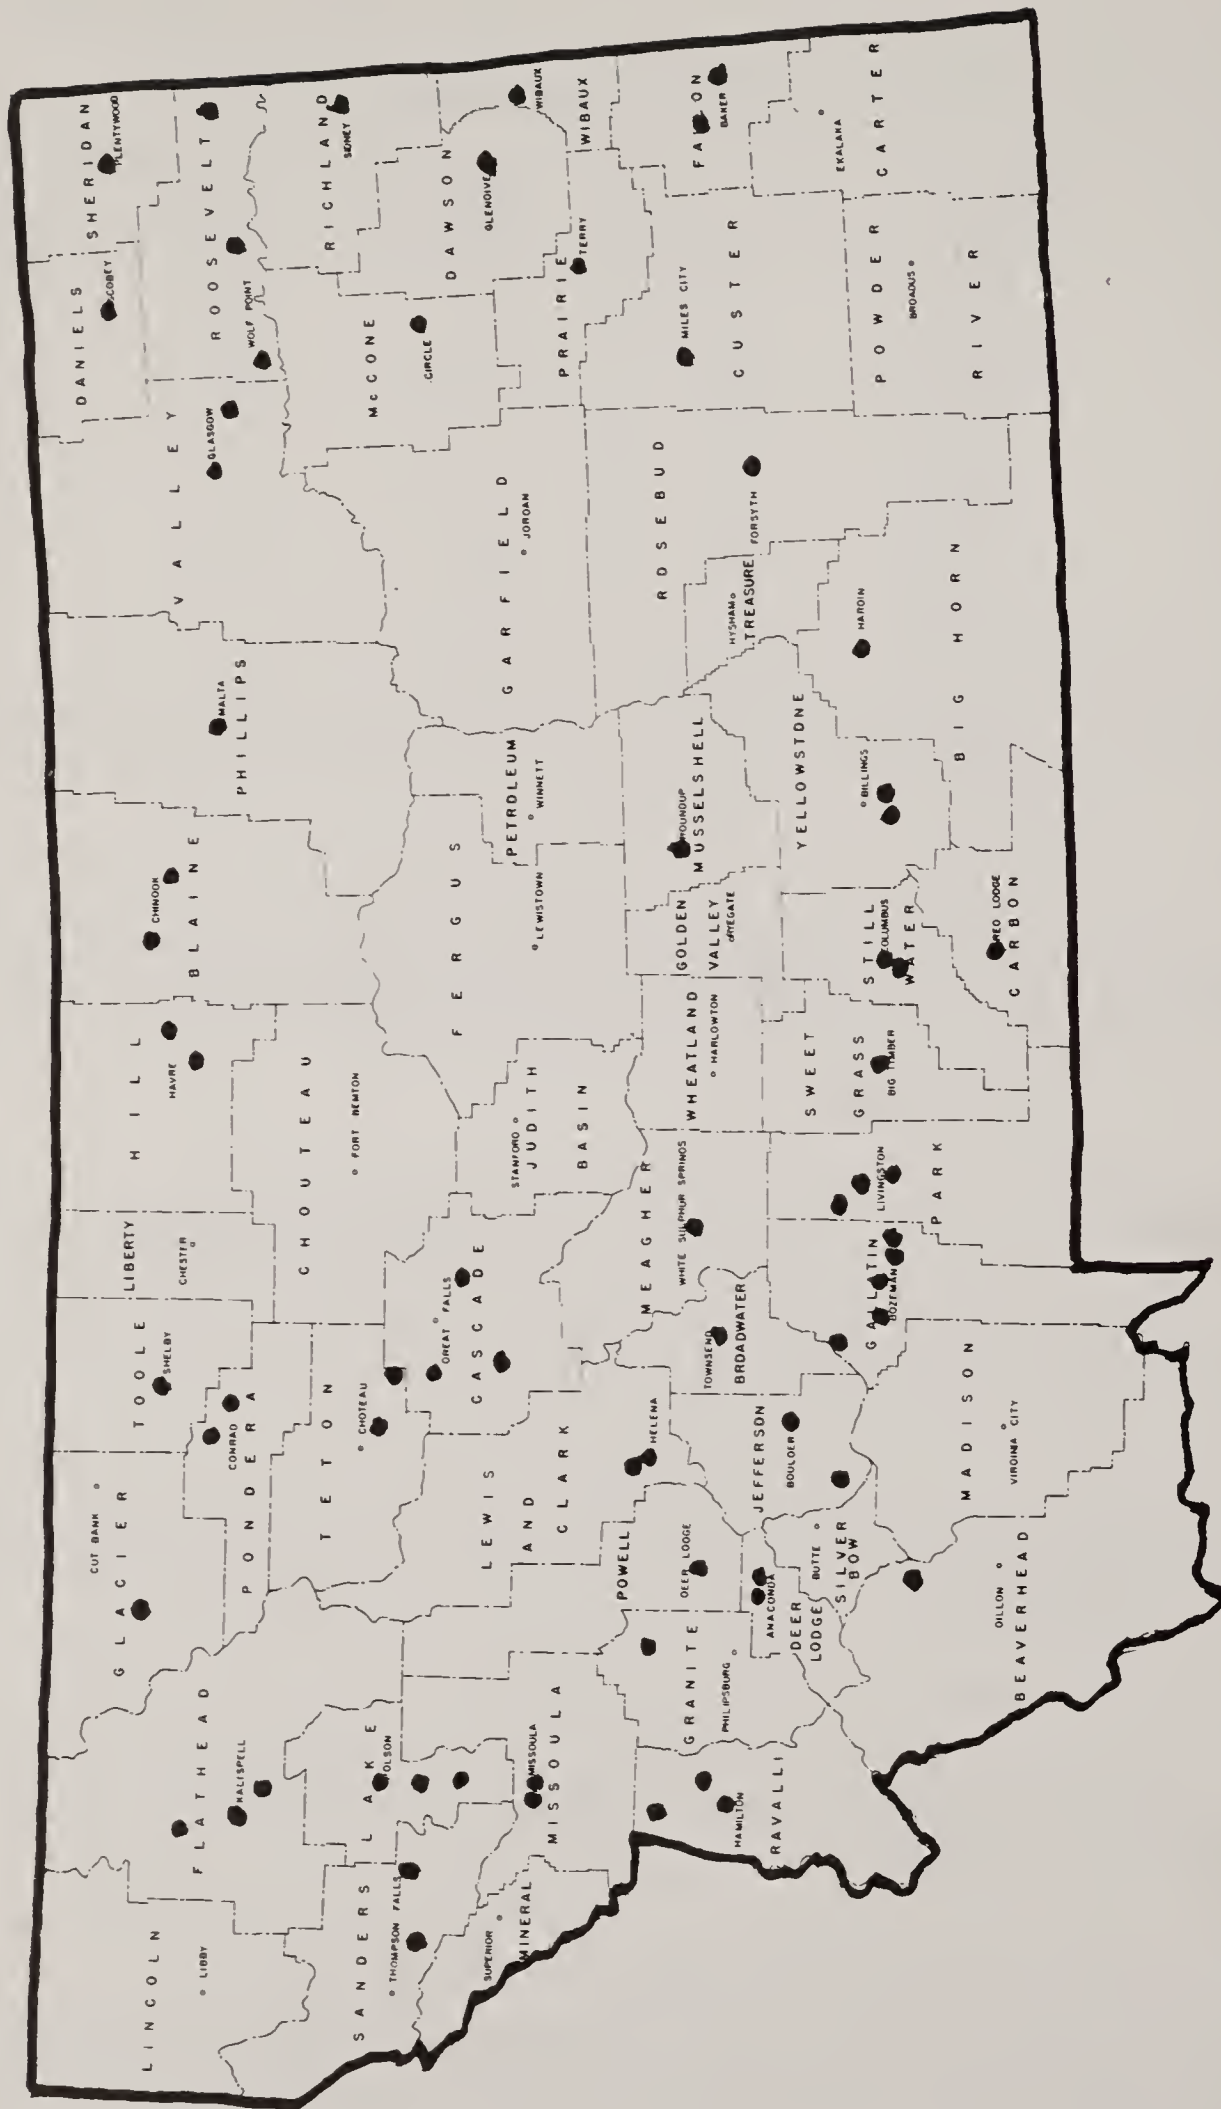 LINCOLN
LIBBY
FLATHEAD
KALISPELL
GLACIER
CUT BANK
TOOLE
SHELBY
LIBERTY
CHESTER
HILL
HAVRE
BLAINE
CHINOOK
PHILLIPS
MALTA
VALLEY
GLASGOW
DANIELS
SCOBEY
SHERIDAN
PLENTYWOOD
ROOSEVELT
WOLF POINT
PONDERA
CONRAD
TETON
CHOTEAU
CHOUTEAU
FORT BENTON
RICHLAND
SIDNEY
McCONE
CIRCLE
DAWSON
GLENDIVE
WIBAUX
WIBAUX
SANDERS
THOMPSON FALLS
LAKE
POLSON
MINERAL
SUPERIOR
MISSOULA
MISSOULA
LEWIS
AND
CLARK
HELENA
CASCADE
GREAT FALLS
JUDITH
BASIN
STANFORD
FERGUS
LEWISTOWN
PETROLEUM
WINNETT
GARFIELD
JORDAN
PRAIRIE
TERRY
POWELL
DEER LODGE
GRANITE
PHILIPSBURG
RAVALLI
HAMILTON
DEER
LODGE
ANACONDA
SILVER
BOW
BUTTE
JEFFERSON
BOULDER
BROADWATER
TOWNSEND
MEAGHER
WHITE SULPHUR SPRINGS
WHEATLAND
HARLOWTON
GOLDEN
VALLEY
RYEGATE
MUSSELSHELL
ROUNDUP
ROSEBUD
FORSYTH
TREASURE
HYSHAM
CUSTER
MILES CITY
FALLON
BAKER
BEAVERHEAD
DILLON
MADISON
VIRGINIA CITY
GALLATIN
BOZEMAN
PARK
LIVINGSTON
SWEET
GRASS
BIG TIMBER
STILL
WATER
COLUMBUS
CARBON
RED LODGE
YELLOWSTONE
BILLINGS
BIG HORN
HARDIN
POWDER
RIVER
BROADUS
CARTER
EKALAKA